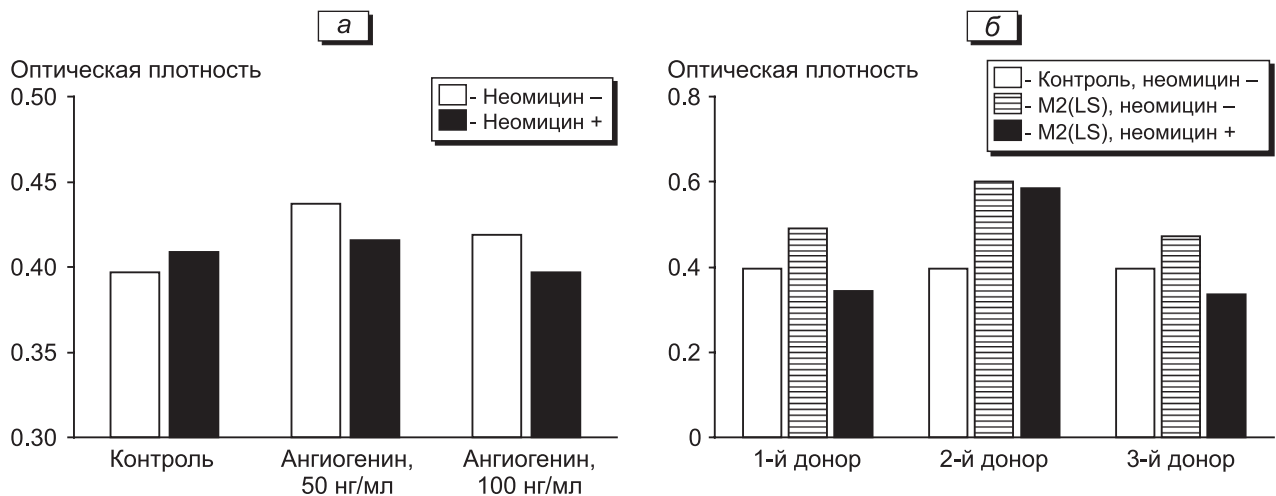 а
Оптическая плотность
- Неомицин –
- Неомицин +
0.50
0.45
0.40
0.35
0.30
Контроль
Ангиогенин,
50 нг/мл
Ангиогенин,
100 нг/мл
б
Оптическая плотность
- Контроль, неомицин –
- M2(LS), неомицин –
- M2(LS), неомицин +
0.8
0.6
0.4
0.2
0
1-й донор
2-й донор
3-й донор